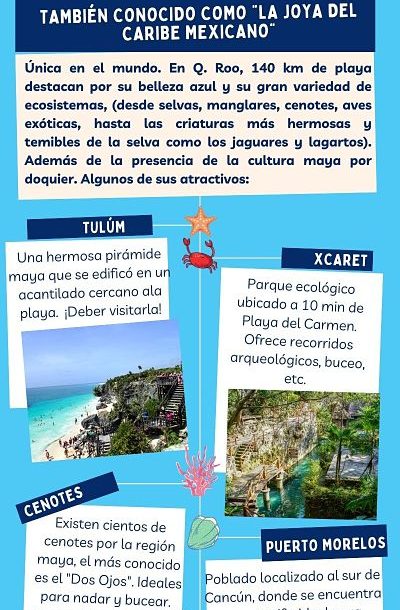 TAMBIÉN CONOCIDO COMO "LA JOYA DEL
CARIBE MEXICANO"
Única en el mundo. En Q. Roo, 140 km de playa
destacan por su belleza azul y su gran variedad de
ecosistemas, (desde selvas, manglares, cenotes, aves
exóticas, hasta las criaturas más hermosas y
temibles de la selva como los jaguares y lagartos).
Además de la presencia de la cultura maya por
doquier. Algunos de sus atractivos:
TULÚM
Una hermosa pirámide
maya que se edificó en un
acantilado cercano ala
playa. ¡Deber visitarla!
XCARET
Parque ecológico
ubicado a 10 min de
Playa del Carmen.
Ofrece recorridos
arqueológicos, buceo,
etc.
CENOTES
Existen cientos de
cenotes por la región
maya, el más conocido
es el "Dos Ojos". Ideales
para nadar y bucear.
PUERTO MORELOS
Poblado localizado al sur de
Cancún, donde se encuentra